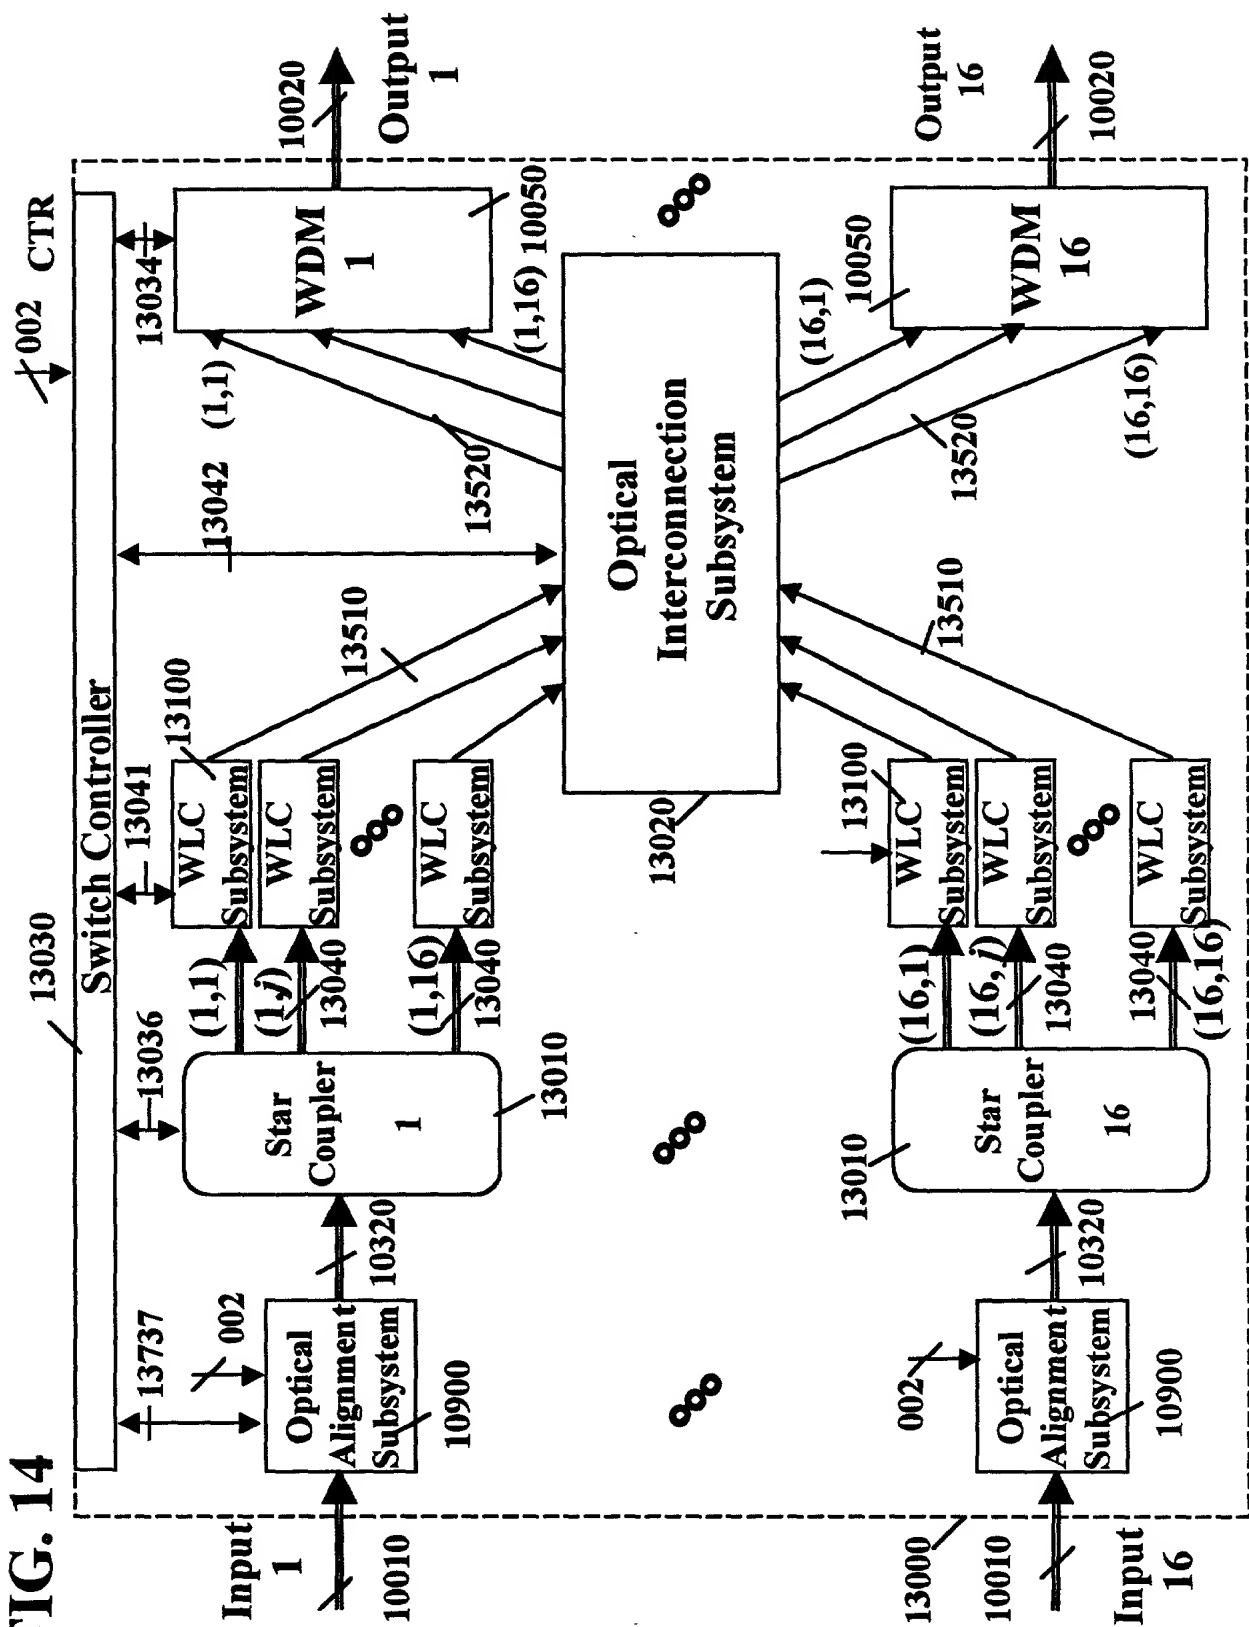 FIG. 14
13030
Switch Controller
002 CTR
13737
13036
13041
13042
13034
Input
1
10010
002
Optical
Alignment
Subsystem
10900
10320
Star
Coupler
1
13010
(1,1)
(1,j)
13040
(1,16)
13040
13100
WLC
Subsystem
WLC
Subsystem
WLC
Subsystem
13510
13520
(1,1)
(1,16)
10050
WDM
1
10020
Output
1
Optical
Interconnection
Subsystem
13020
Input
16
10010
13000
002
Optical
Alignment
Subsystem
10900
10320
Star
Coupler
16
13010
(16,1)
(16,j)
13040
13040
(16,16)
13100
WLC
Subsystem
WLC
Subsystem
WLC
Subsystem
13510
13520
(16,1)
(16,16)
10050
WDM
16
10020
Output
16